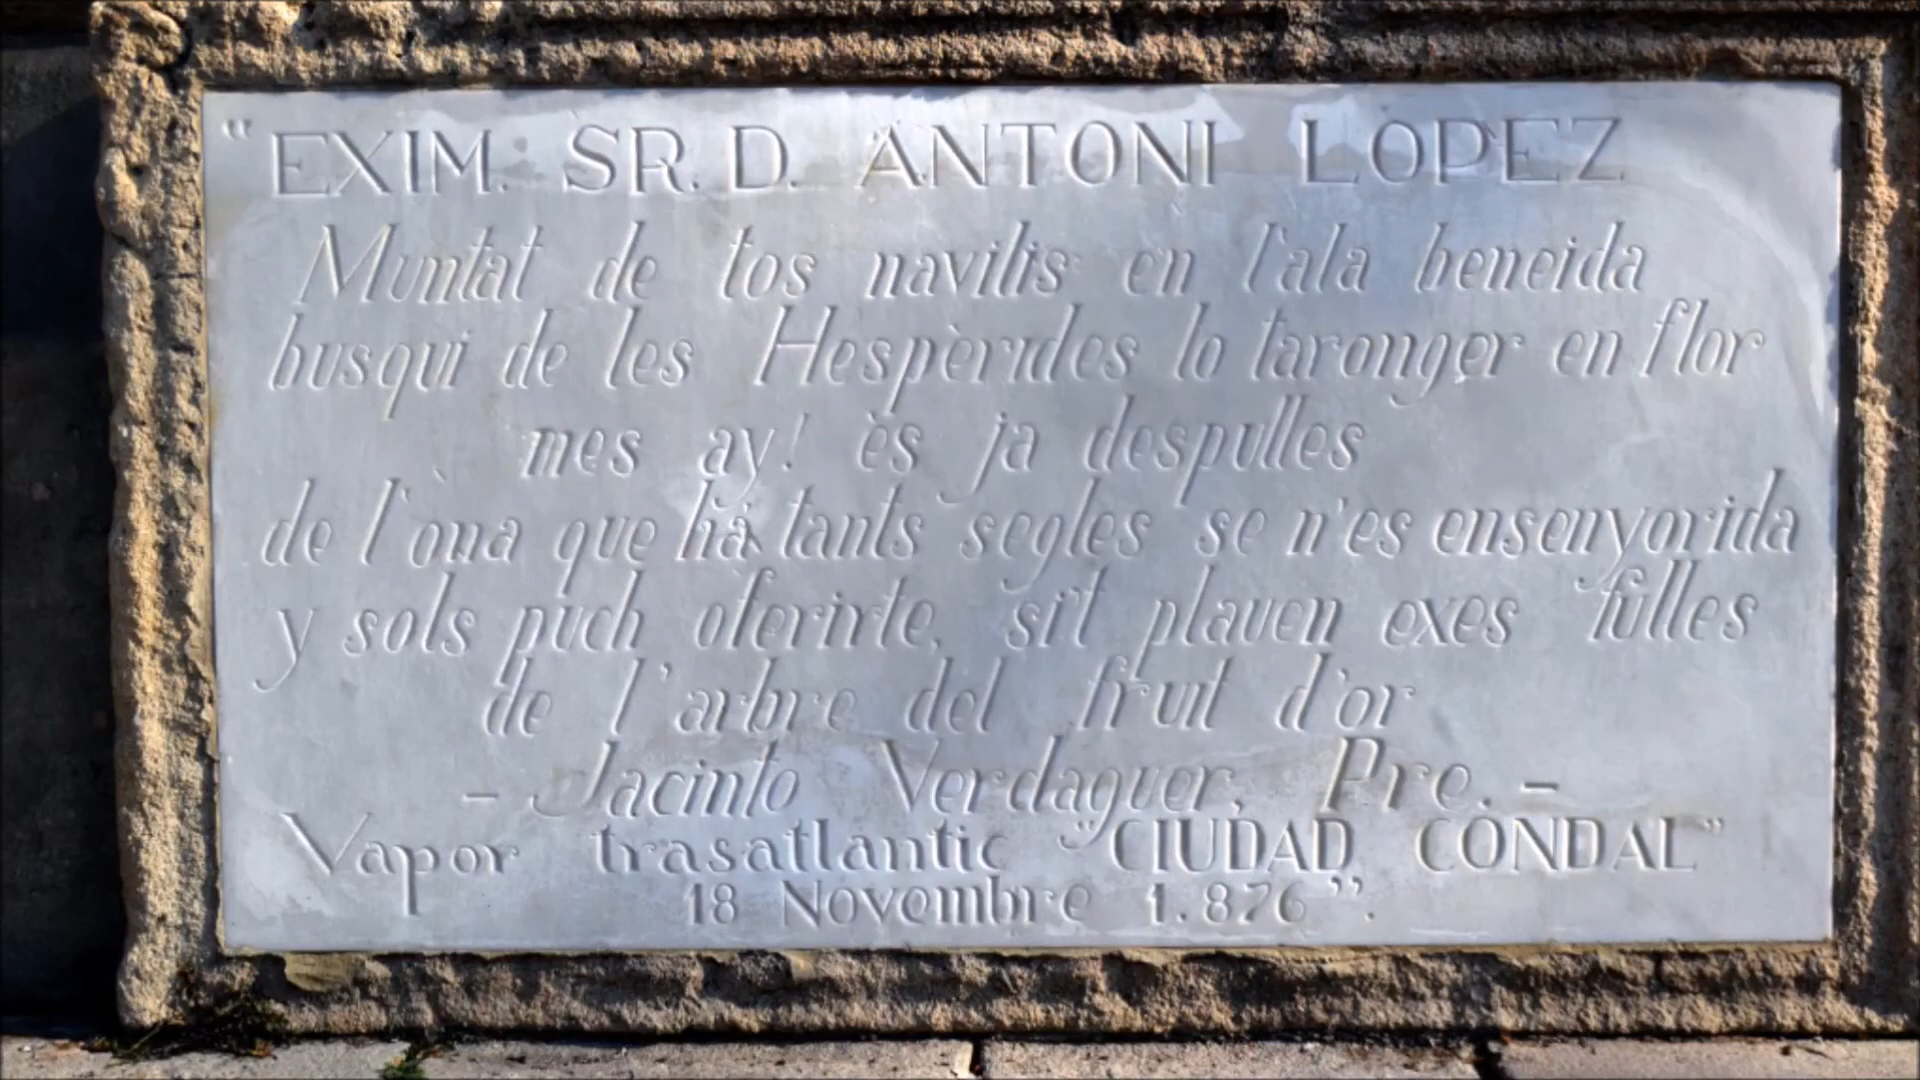 "EXIM. SR. D. ANTONI LOPEZ
Muntat de tos navilis en l'ala beneida
busqui de les Hespèrides lo taronger en flor
mes ay! ès ja despulles
de l'òna que há tants segles se n'es ensenyorida
y sols puch oferirte, si't plauen exes fulles
de l'arbre del fruit d'or
- Jacinto Verdaguer, Pre. -
Vapor trasatlantic "CIUDAD CONDAL"
18 Novembre 1.876".